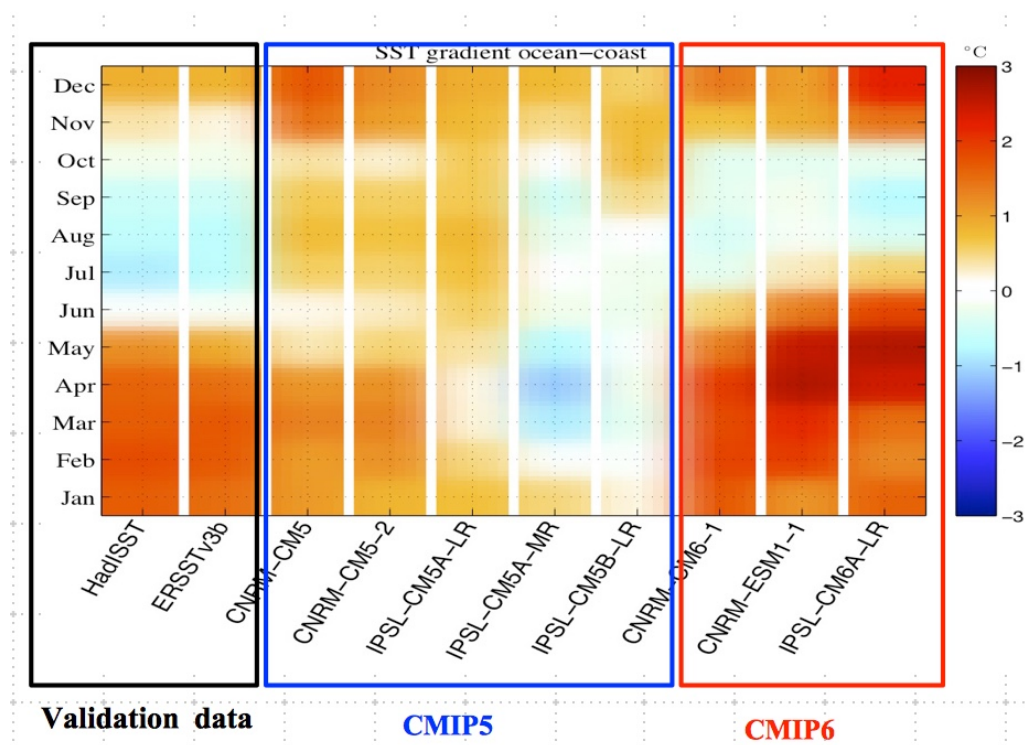 SST gradient ocean-coast
°C
Dec
Nov
Oct
Sep
Aug
Jul
Jun
May
Apr
Mar
Feb
Jan
3
2
1
0
−1
−2
−3
HadISST
ERSSTv3b
CNRM-CM5
CNRM-CM5-2
IPSL-CM5A-LR
IPSL-CM5A-MR
IPSL-CM5B-LR
CNRM-CM6-1
CNRM-ESM1-1
IPSL-CM6A-LR
Validation data
CMIP5
CMIP6